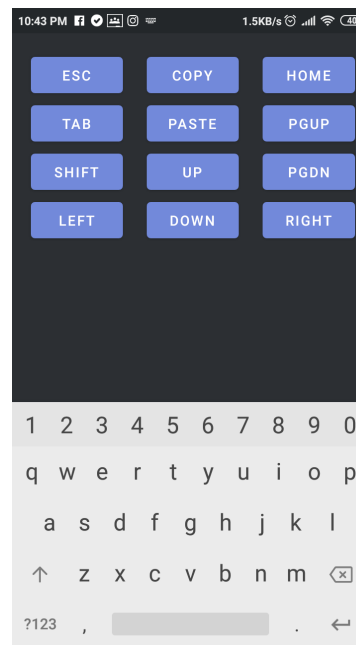 10:43 PM 1.5KB/s 40
ESC COPY HOME
TAB PASTE PGUP
SHIFT UP PGDN
LEFT DOWN RIGHT
1 2 3 4 5 6 7 8 9 0
q w e r t y u i o p
a s d f g h j k l
z x c v b n m
?123 , .